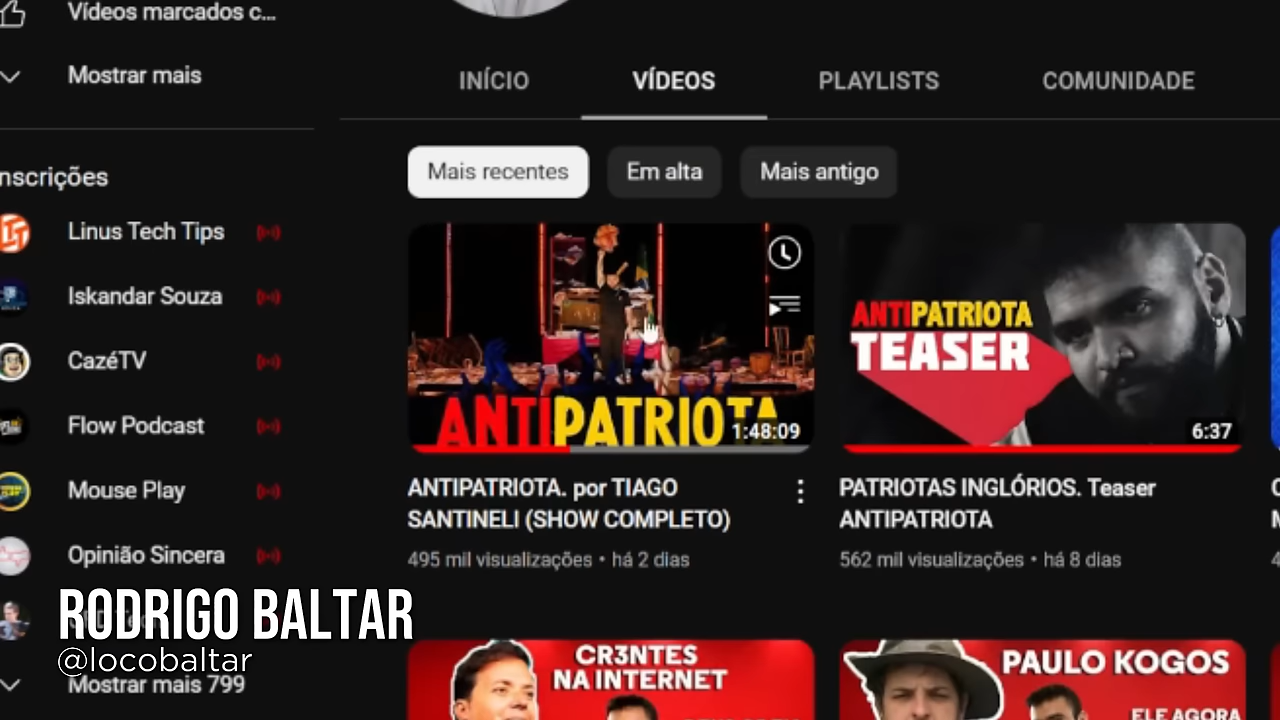 Vídeos marcados c...
Mostrar mais
nscrições
Linus Tech Tips
Iskandar Souza
CazéTV
Flow Podcast
Mouse Play
Opinião Sincera
RODRIGO BALTAR
@locobaltar
Mostrar mais 799
INÍCIO
VÍDEOS
PLAYLISTS
COMUNIDADE
Mais recentes
Em alta
Mais antigo
ANTIPATRIOTA
1:48:09
ANTIPATRIOTA. por TIAGO
SANTINELI (SHOW COMPLETO)
495 mil visualizações • há 2 dias
ANTIPATRIOTA
TEASER
6:37
PATRIOTAS INGLÓRIOS. Teaser
ANTIPATRIOTA
562 mil visualizações • há 8 dias
CR3NTES
NA INTERNET
PAULO KOGOS
ELE AGORA